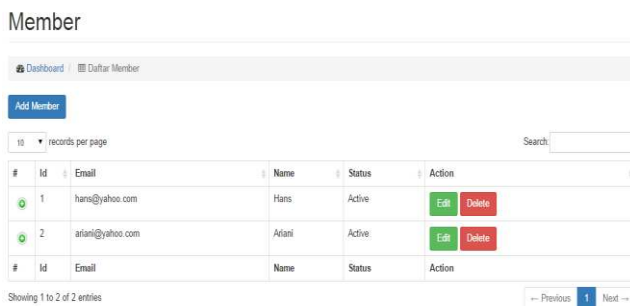 Member
Dashboard / Daftar Member
Add Member
10 records per page Search:
# Id Email Name Status Action
1 hans@yahoo.com Hans Active Edit Delete
2 ariani@yahoo.com Ariani Active Edit Delete
# Id Email Name Status Action
Showing 1 to 2 of 2 entries ← Previous 1 Next →